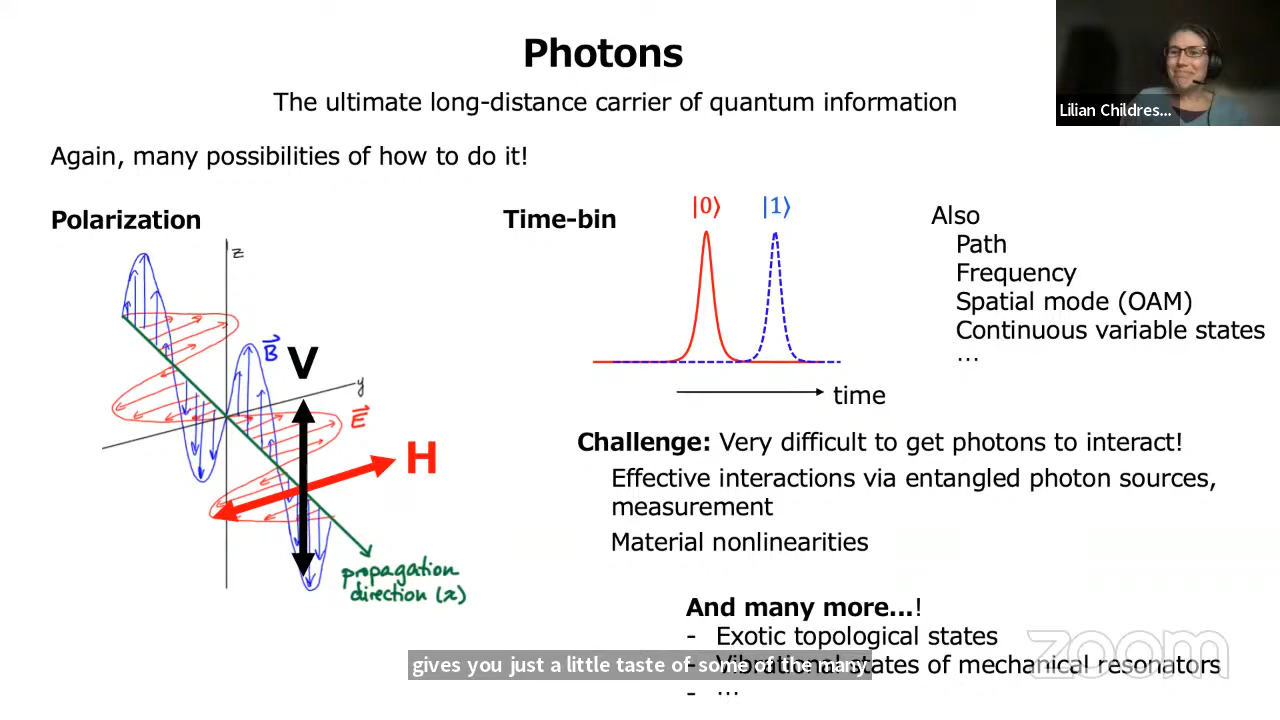 Photons
The ultimate long-distance carrier of quantum information
Lilian Childres...
Again, many possibilities of how to do it!
Polarization
z
B
V
y
E
H
propagation
direction (x)
Time-bin
|0⟩
|1⟩
time
Also
Path
Frequency
Spatial mode (OAM)
Continuous variable states
...
Challenge: Very difficult to get photons to interact!
Effective interactions via entangled photon sources,
measurement
Material nonlinearities
And many more...!
- Exotic topological states
- Vibrational states of mechanical resonators
- ...
gives you just a little taste of some of the many
zoom